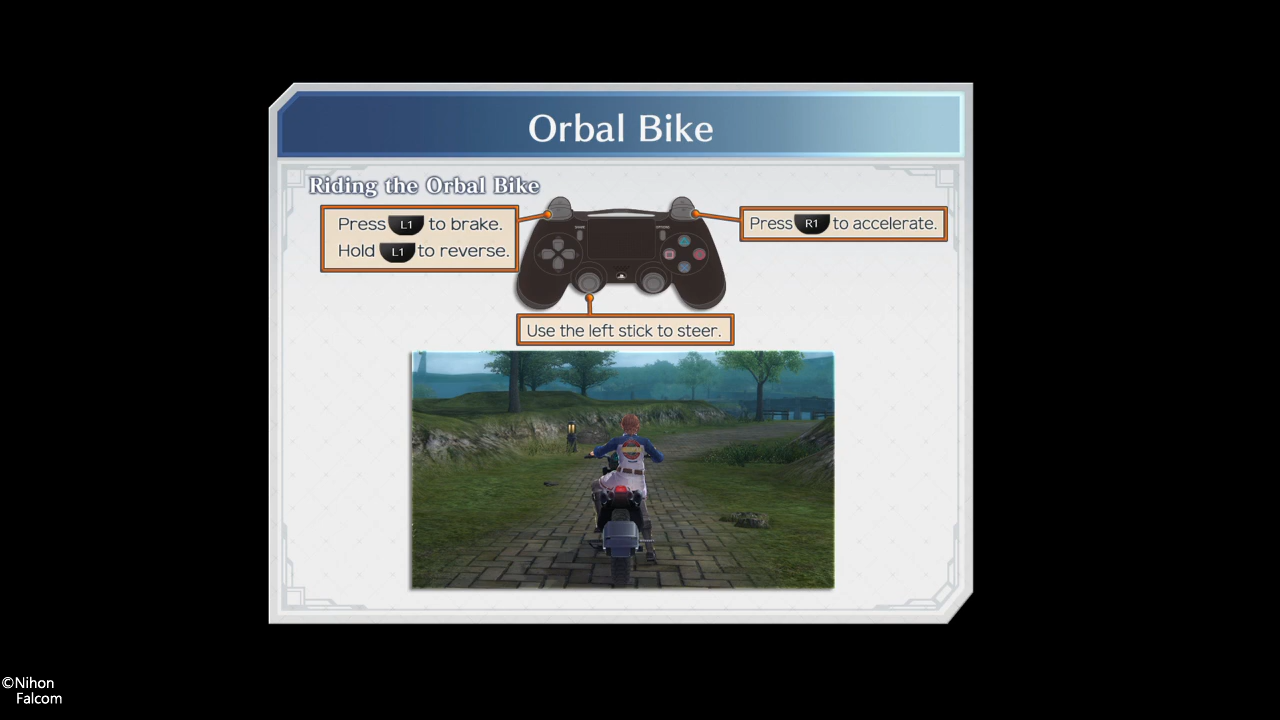 Orbal Bike
Riding the Orbal Bike
Press L1 to brake.
Hold L1 to reverse.
Press R1 to accelerate.
Use the left stick to steer.
©Nihon
Falcom